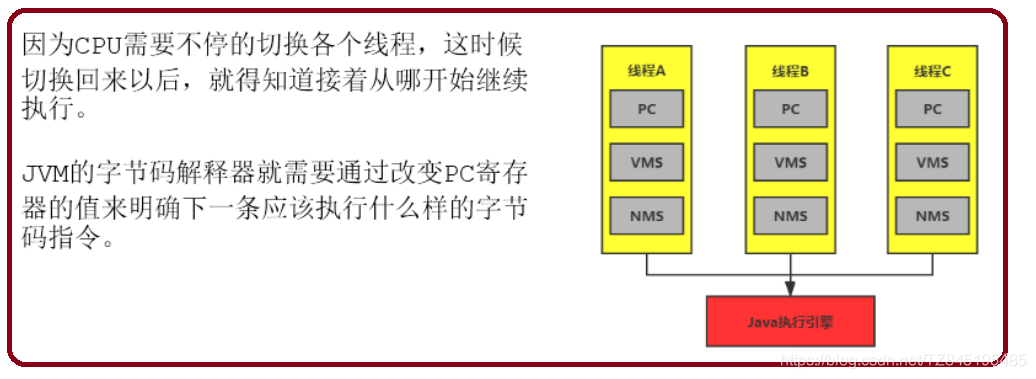 因为CPU需要不停的切换各个线程，这时候
切换回来以后，就得知道接着从哪开始继续
执行。
JVM的字节码解释器就需要通过改变PC寄存
器的值来明确下一条应该执行什么样的字节
码指令。
线程A
PC
VMS
NMS
线程B
PC
VMS
NMS
线程C
PC
VMS
NMS
Java执行引擎